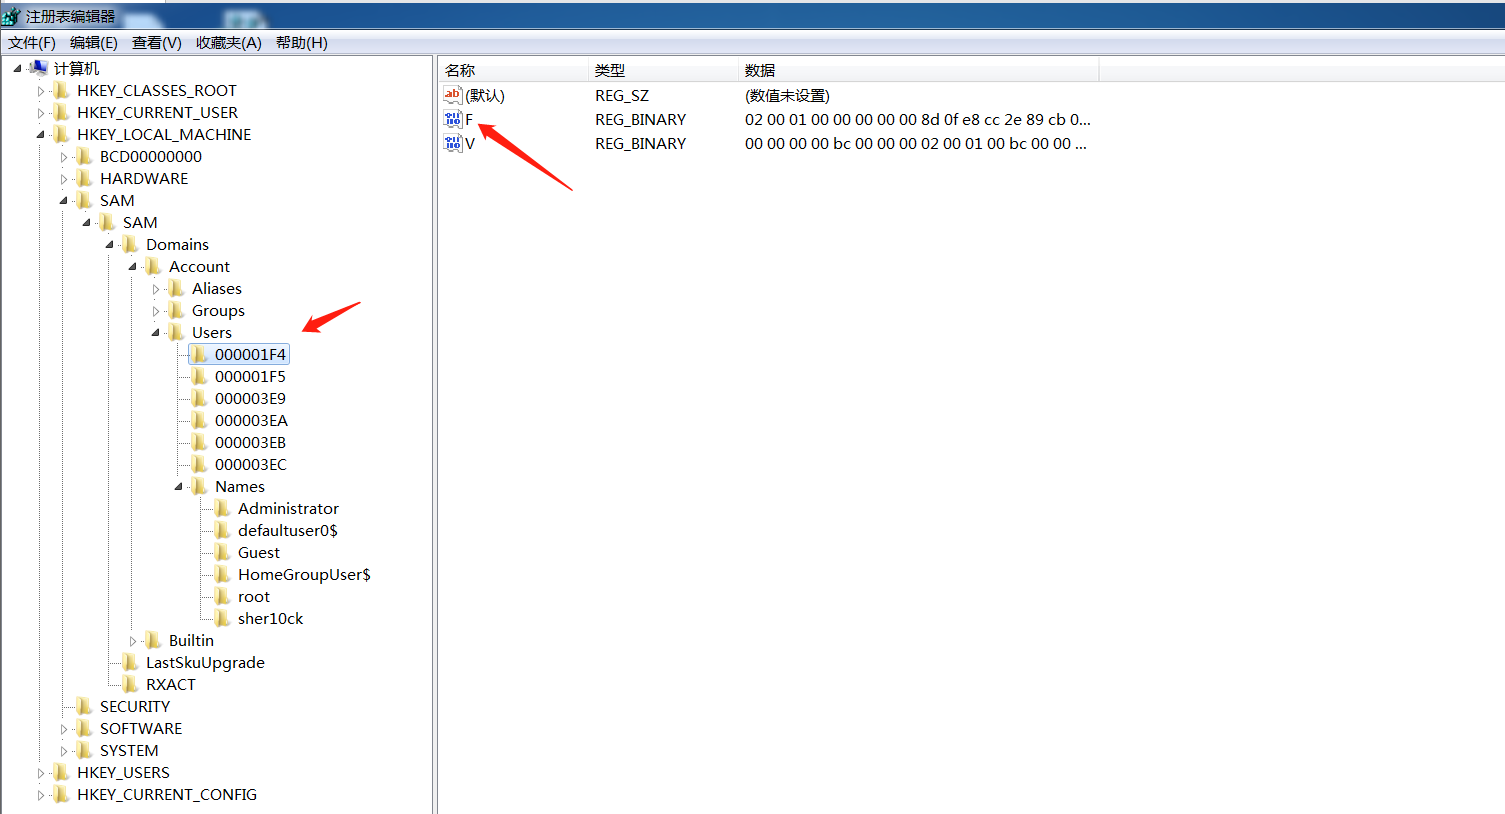 注册表编辑器
文件(F) 编辑(E) 查看(V) 收藏夹(A) 帮助(H)
计算机
HKEY_CLASSES_ROOT
HKEY_CURRENT_USER
HKEY_LOCAL_MACHINE
BCD00000000
HARDWARE
SAM
SAM
Domains
Account
Aliases
Groups
Users
000001F4
000001F5
000003E9
000003EA
000003EB
000003EC
Names
Administrator
defaultuser0$
Guest
HomeGroupUser$
root
sher10ck
Builtin
LastSkuUpgrade
RXACT
SECURITY
SOFTWARE
SYSTEM
HKEY_USERS
HKEY_CURRENT_CONFIG
名称 类型 数据
(默认) REG_SZ (数值未设置)
F REG_BINARY 02 00 01 00 00 00 00 00 8d 0f e8 cc 2e 89 cb 0...
V REG_BINARY 00 00 00 00 bc 00 00 00 02 00 01 00 bc 00 00 ...